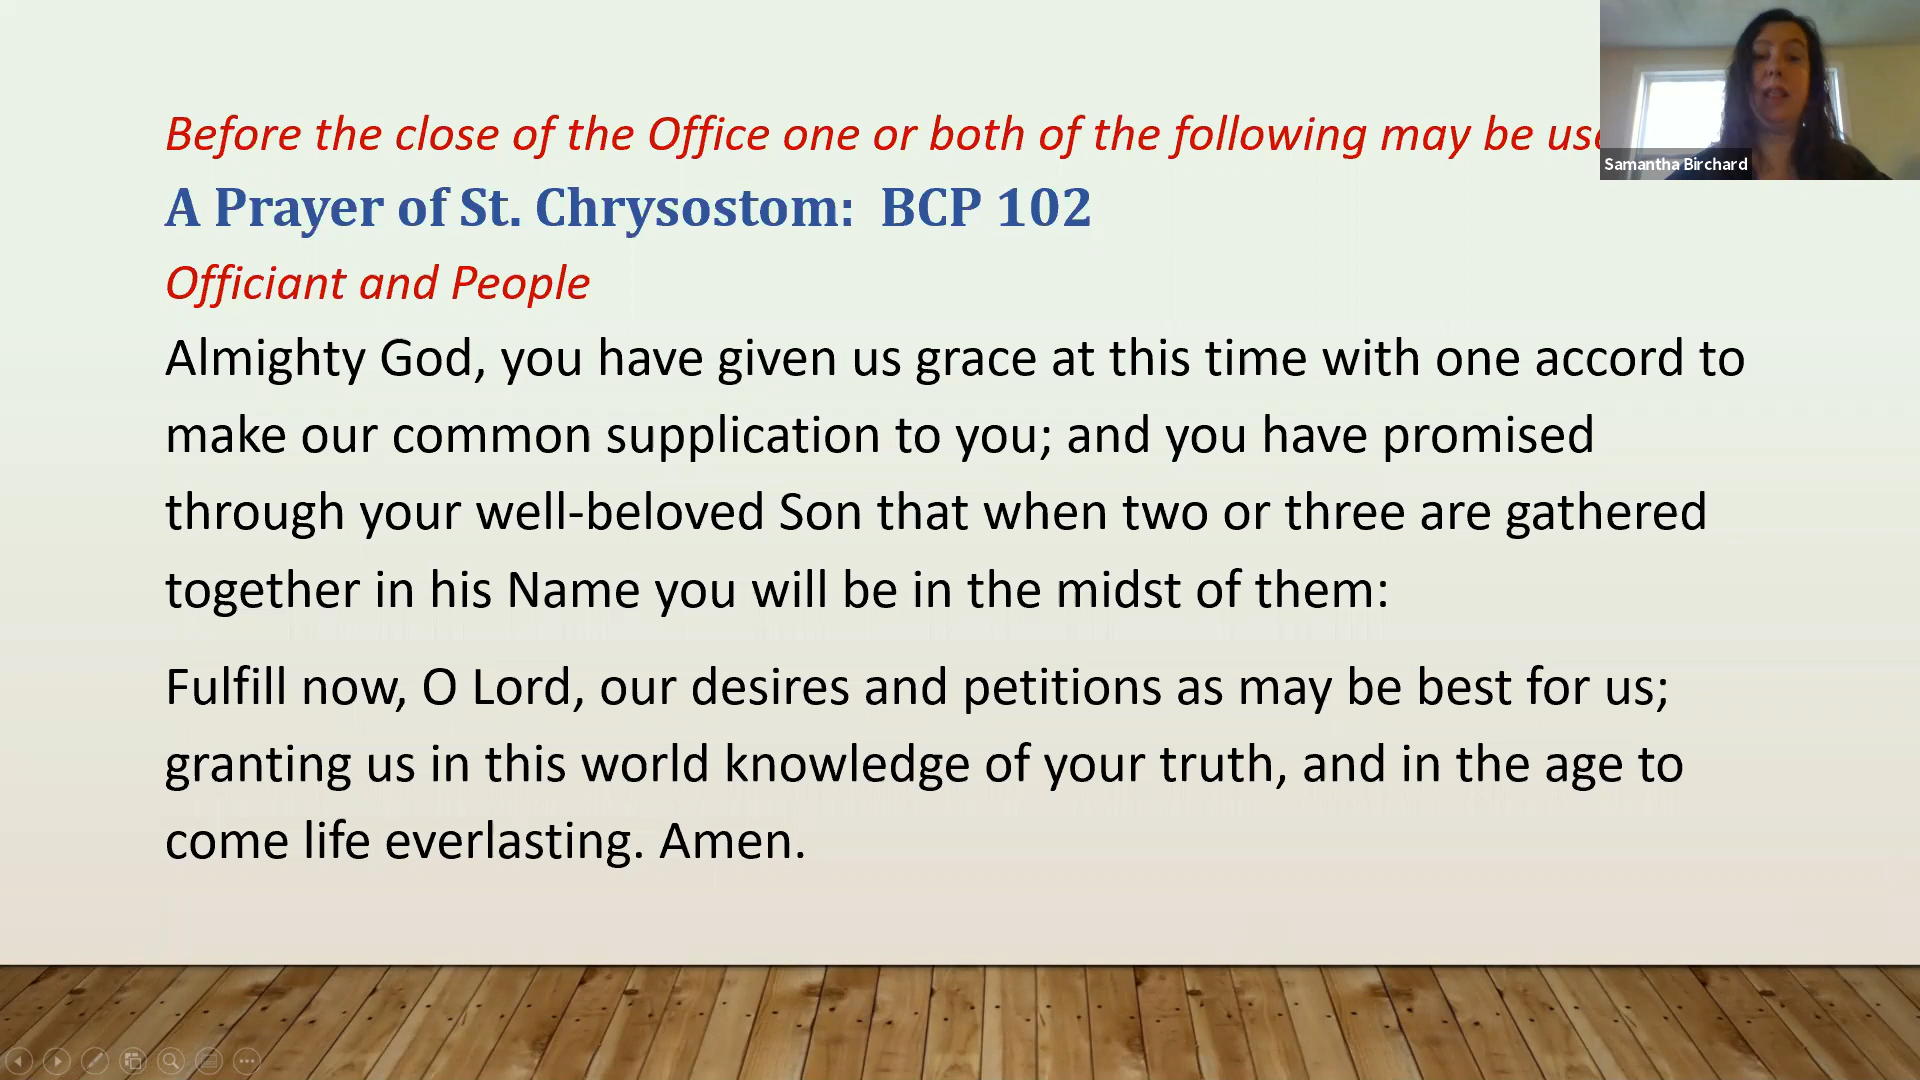 Before the close of the Office one or both of the following may be
Samantha Birchard
A Prayer of St. Chrysostom:  BCP 102
Officiant and People
Almighty God, you have given us grace at this time with one accord to
make our common supplication to you; and you have promised
through your well-beloved Son that when two or three are gathered
together in his Name you will be in the midst of them:
Fulfill now, O Lord, our desires and petitions as may be best for us;
granting us in this world knowledge of your truth, and in the age to
come life everlasting. Amen.